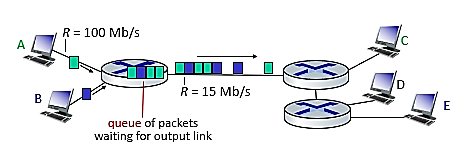 A
R = 100 Mb/s
C
B
R = 15 Mb/s
D
E
queue of packets
waiting for output link